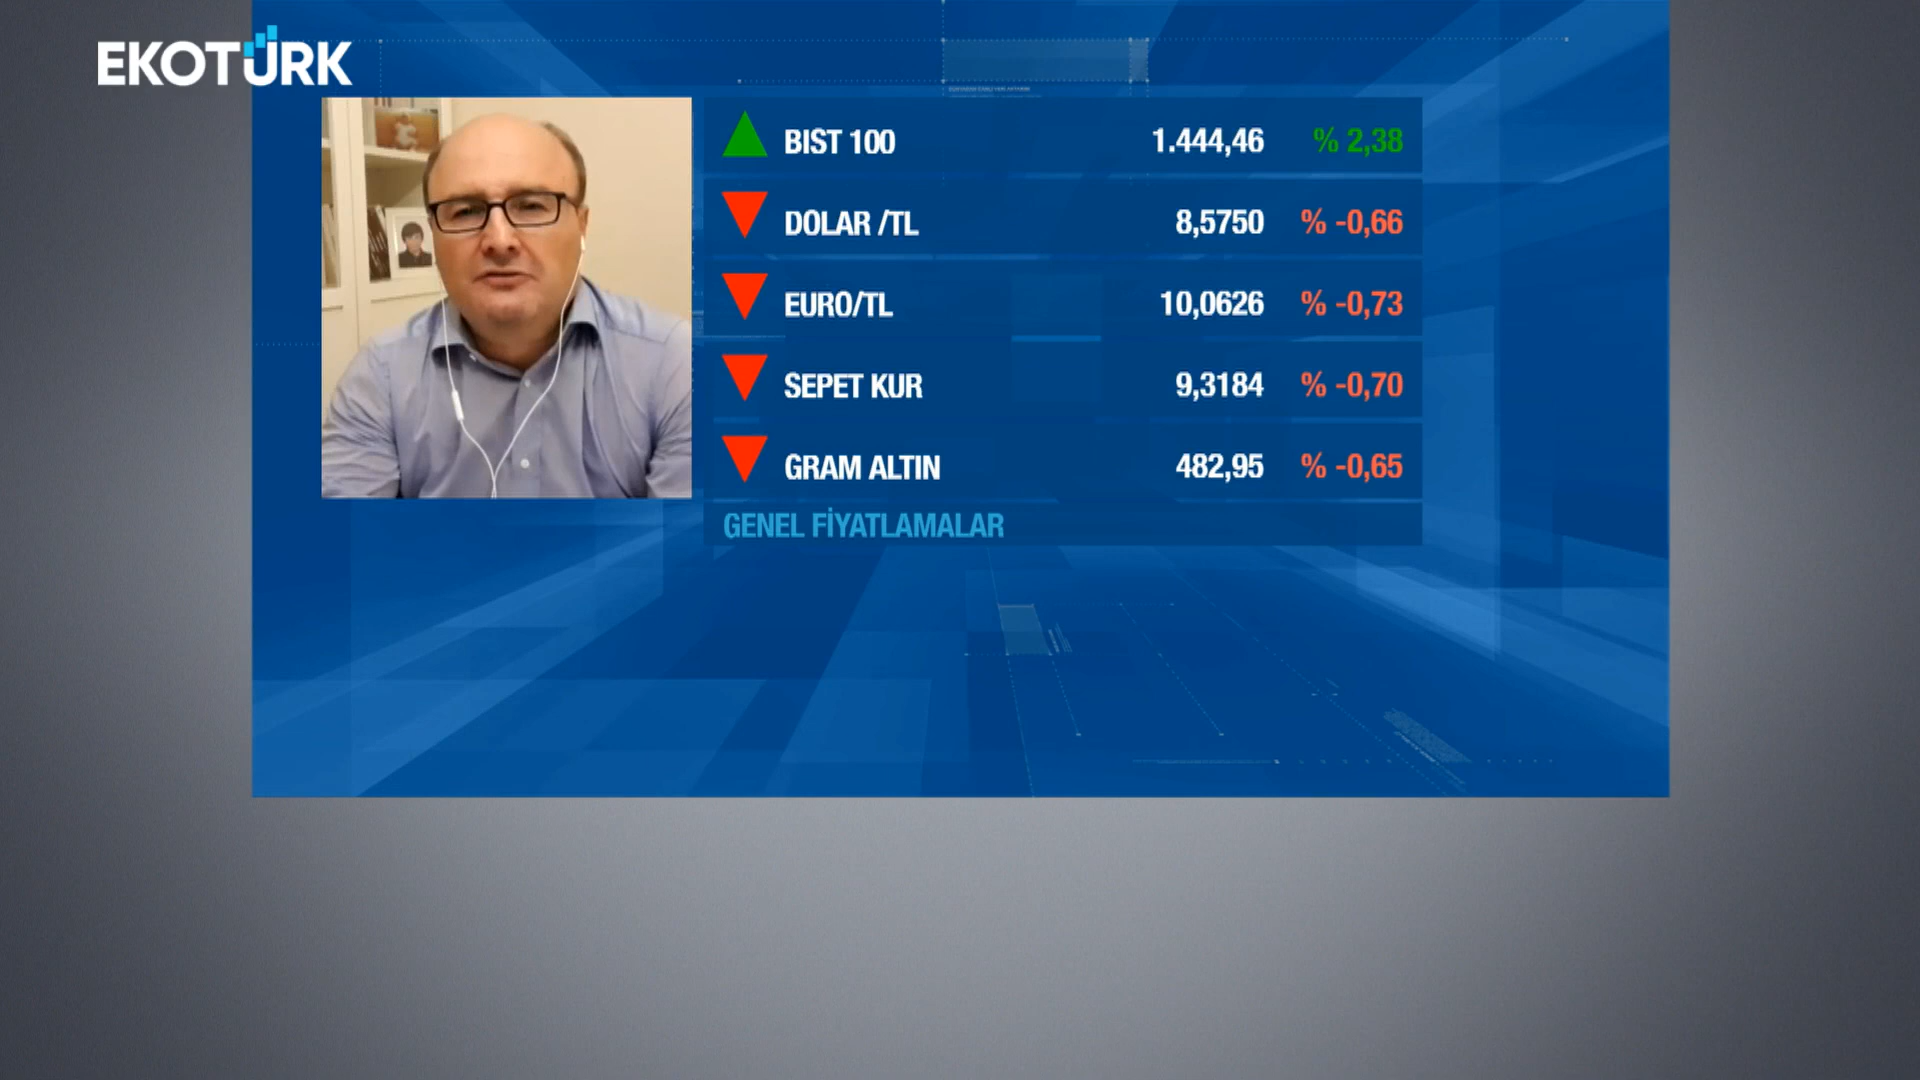 EKOTÜRK
BIST 100 1.444,46 % 2,38
DOLAR /TL 8,5750 % -0,66
EURO/TL 10,0626 % -0,73
SEPET KUR 9,3184 % -0,70
GRAM ALTIN 482,95 % -0,65
GENEL FİYATLAMALAR